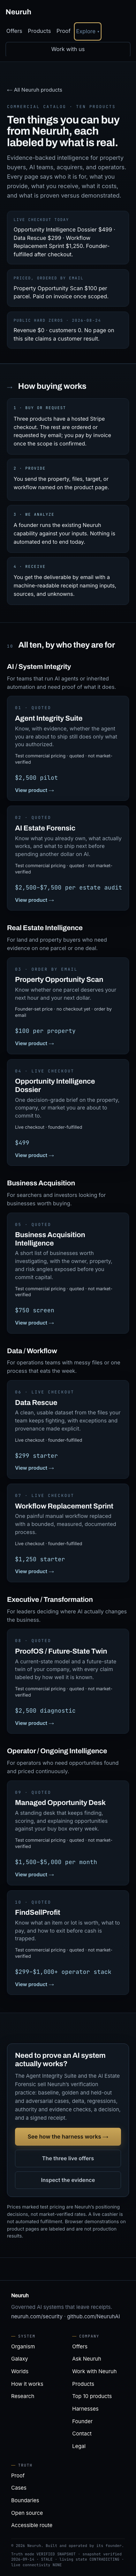 Neuruh
Offers Products Proof Explore
Work with us
← All Neuruh products
COMMERCIAL CATALOG · TEN PRODUCTS
Ten things you can buy
from Neuruh, each
labeled by what is real.
Evidence-backed intelligence for property
buyers, AI teams, acquirers, and operators.
Every page says who it is for, what you
provide, what you receive, what it costs,
and what is proven versus demonstrated.
LIVE CHECKOUT TODAY
Opportunity Intelligence Dossier $499 ·
Data Rescue $299 · Workflow
Replacement Sprint $1,250. Founder-
fulfilled after checkout.
PRICED, ORDERED BY EMAIL
Property Opportunity Scan $100 per
parcel. Paid on invoice once scoped.
PUBLIC HARD ZEROS · 2026-08-24
Revenue $0 · customers 0. No page on
this site claims a customer result.
→ How buying works
1 · BUY OR REQUEST
Three products have a hosted Stripe
checkout. The rest are ordered or
requested by email; you pay by invoice
once the scope is confirmed.
2 · PROVIDE
You send the property, files, target, or
workflow named on the product page.
3 · WE ANALYZE
A founder runs the existing Neuruh
capability against your inputs. Nothing is
automated end to end today.
4 · RECEIVE
You get the deliverable by email with a
machine-readable receipt naming inputs,
sources, and unknowns.
10 All ten, by who they are for
AI / System Integrity
For teams that run AI agents or inherited
automation and need proof of what it does.
01 · QUOTED
Agent Integrity Suite
Know, with evidence, whether the agent
you are about to ship still does only what
you authorized.
Test commercial pricing · quoted · not market-
verified
$2,500 pilot
View product →
02 · QUOTED
AI Estate Forensic
Know what you already own, what actually
works, and what to stop next before
spending another dollar on AI.
Test commercial pricing · quoted · not market-
verified
$2,500–$7,500 per estate audit
View product →
Real Estate Intelligence
For land and property buyers who need
evidence on one parcel or one deal.
03 · ORDER BY EMAIL
Property Opportunity Scan
Know whether one parcel deserves your
next hour and your next dollar.
Founder-set price · no checkout yet · order by
email
$100 per property
View product →
04 · LIVE CHECKOUT
Opportunity Intelligence
Dossier
One decision-grade brief on the property,
company, or market you are about to
commit to.
Live checkout · founder-fulfilled
$499
View product →
Business Acquisition
For searchers and investors looking for
businesses worth buying.
05 · QUOTED
Business Acquisition
Intelligence
A short list of businesses worth
investigating, with the owner, property,
and risk angles exposed before you
commit capital.
Test commercial pricing · quoted · not market-
verified
$750 screen
View product →
Data / Workflow
For operations teams with messy files or one
process that eats the week.
06 · LIVE CHECKOUT
Data Rescue
A clean, usable dataset from the files your
team keeps fighting, with every
provenance made explicit.
Live checkout · founder-fulfilled
$299 starter
View product →
07 · LIVE CHECKOUT
Workflow Replacement Sprint
One painful manual workflow replaced
with a bounded, measured, documented
process.
Live checkout · founder-fulfilled
$1,250 starter
View product →
Executive / Transformation
For leaders deciding where AI actually changes
the business.
08 · QUOTED
ProofOS / Future-State Twin
A current-state model and a future-state
twin of your company, with every claim
labeled by how well it is known.
Test commercial pricing · quoted · not market-
verified
$2,500 diagnostic
View product →
Operator / Ongoing Intelligence
For operators who need opportunities found
and priced continuously.
09 · QUOTED
Managed Opportunity Desk
A standing desk that keeps finding,
scoring, and explaining opportunities
before you spend time on them.
Test commercial pricing · quoted · not market-
verified
$1,500–$5,000 per month
View product →
10 · QUOTED
FindSellProfit
Know what an item or lot is worth, what to
pay, and how to exit before cash is
trapped.
Test commercial pricing · quoted · not market-
verified
$299–$1,000+ operator stack
View product →
Need to prove an AI system
actually works?
The Agent Integrity Suite and the AI Estate
Forensic sell Neuruh's verification
practice: baseline, golden and held-out
and adversarial cases, delta, regressions,
authority and evidence checks, a decision,
and a signed receipt.
See how the harness works →
The three live offers
Inspect the evidence
Prices marked test pricing are Neuruh's positioning
decisions, not market-validated numbers. Live checkout
offers are founder-fulfilled. Browser demonstrations on
product pages are labeled and are not production
results.
Neuruh
Governed AI systems that leave receipts.
neuruh.com/security · github.com/NeuruhAI
— SYSTEM
Organism
Galaxy
Worlds
How it works
Research
— COMPANY
Offers
Ask Neuruh
Work with Neuruh
Products
Top 10 products
Harnesses
Founder
Contact
Legal
— TRUTH
Proof
Cases
Boundaries
Open source
Accessible route
© 2026 Neuruh. Built and operated by its founder.